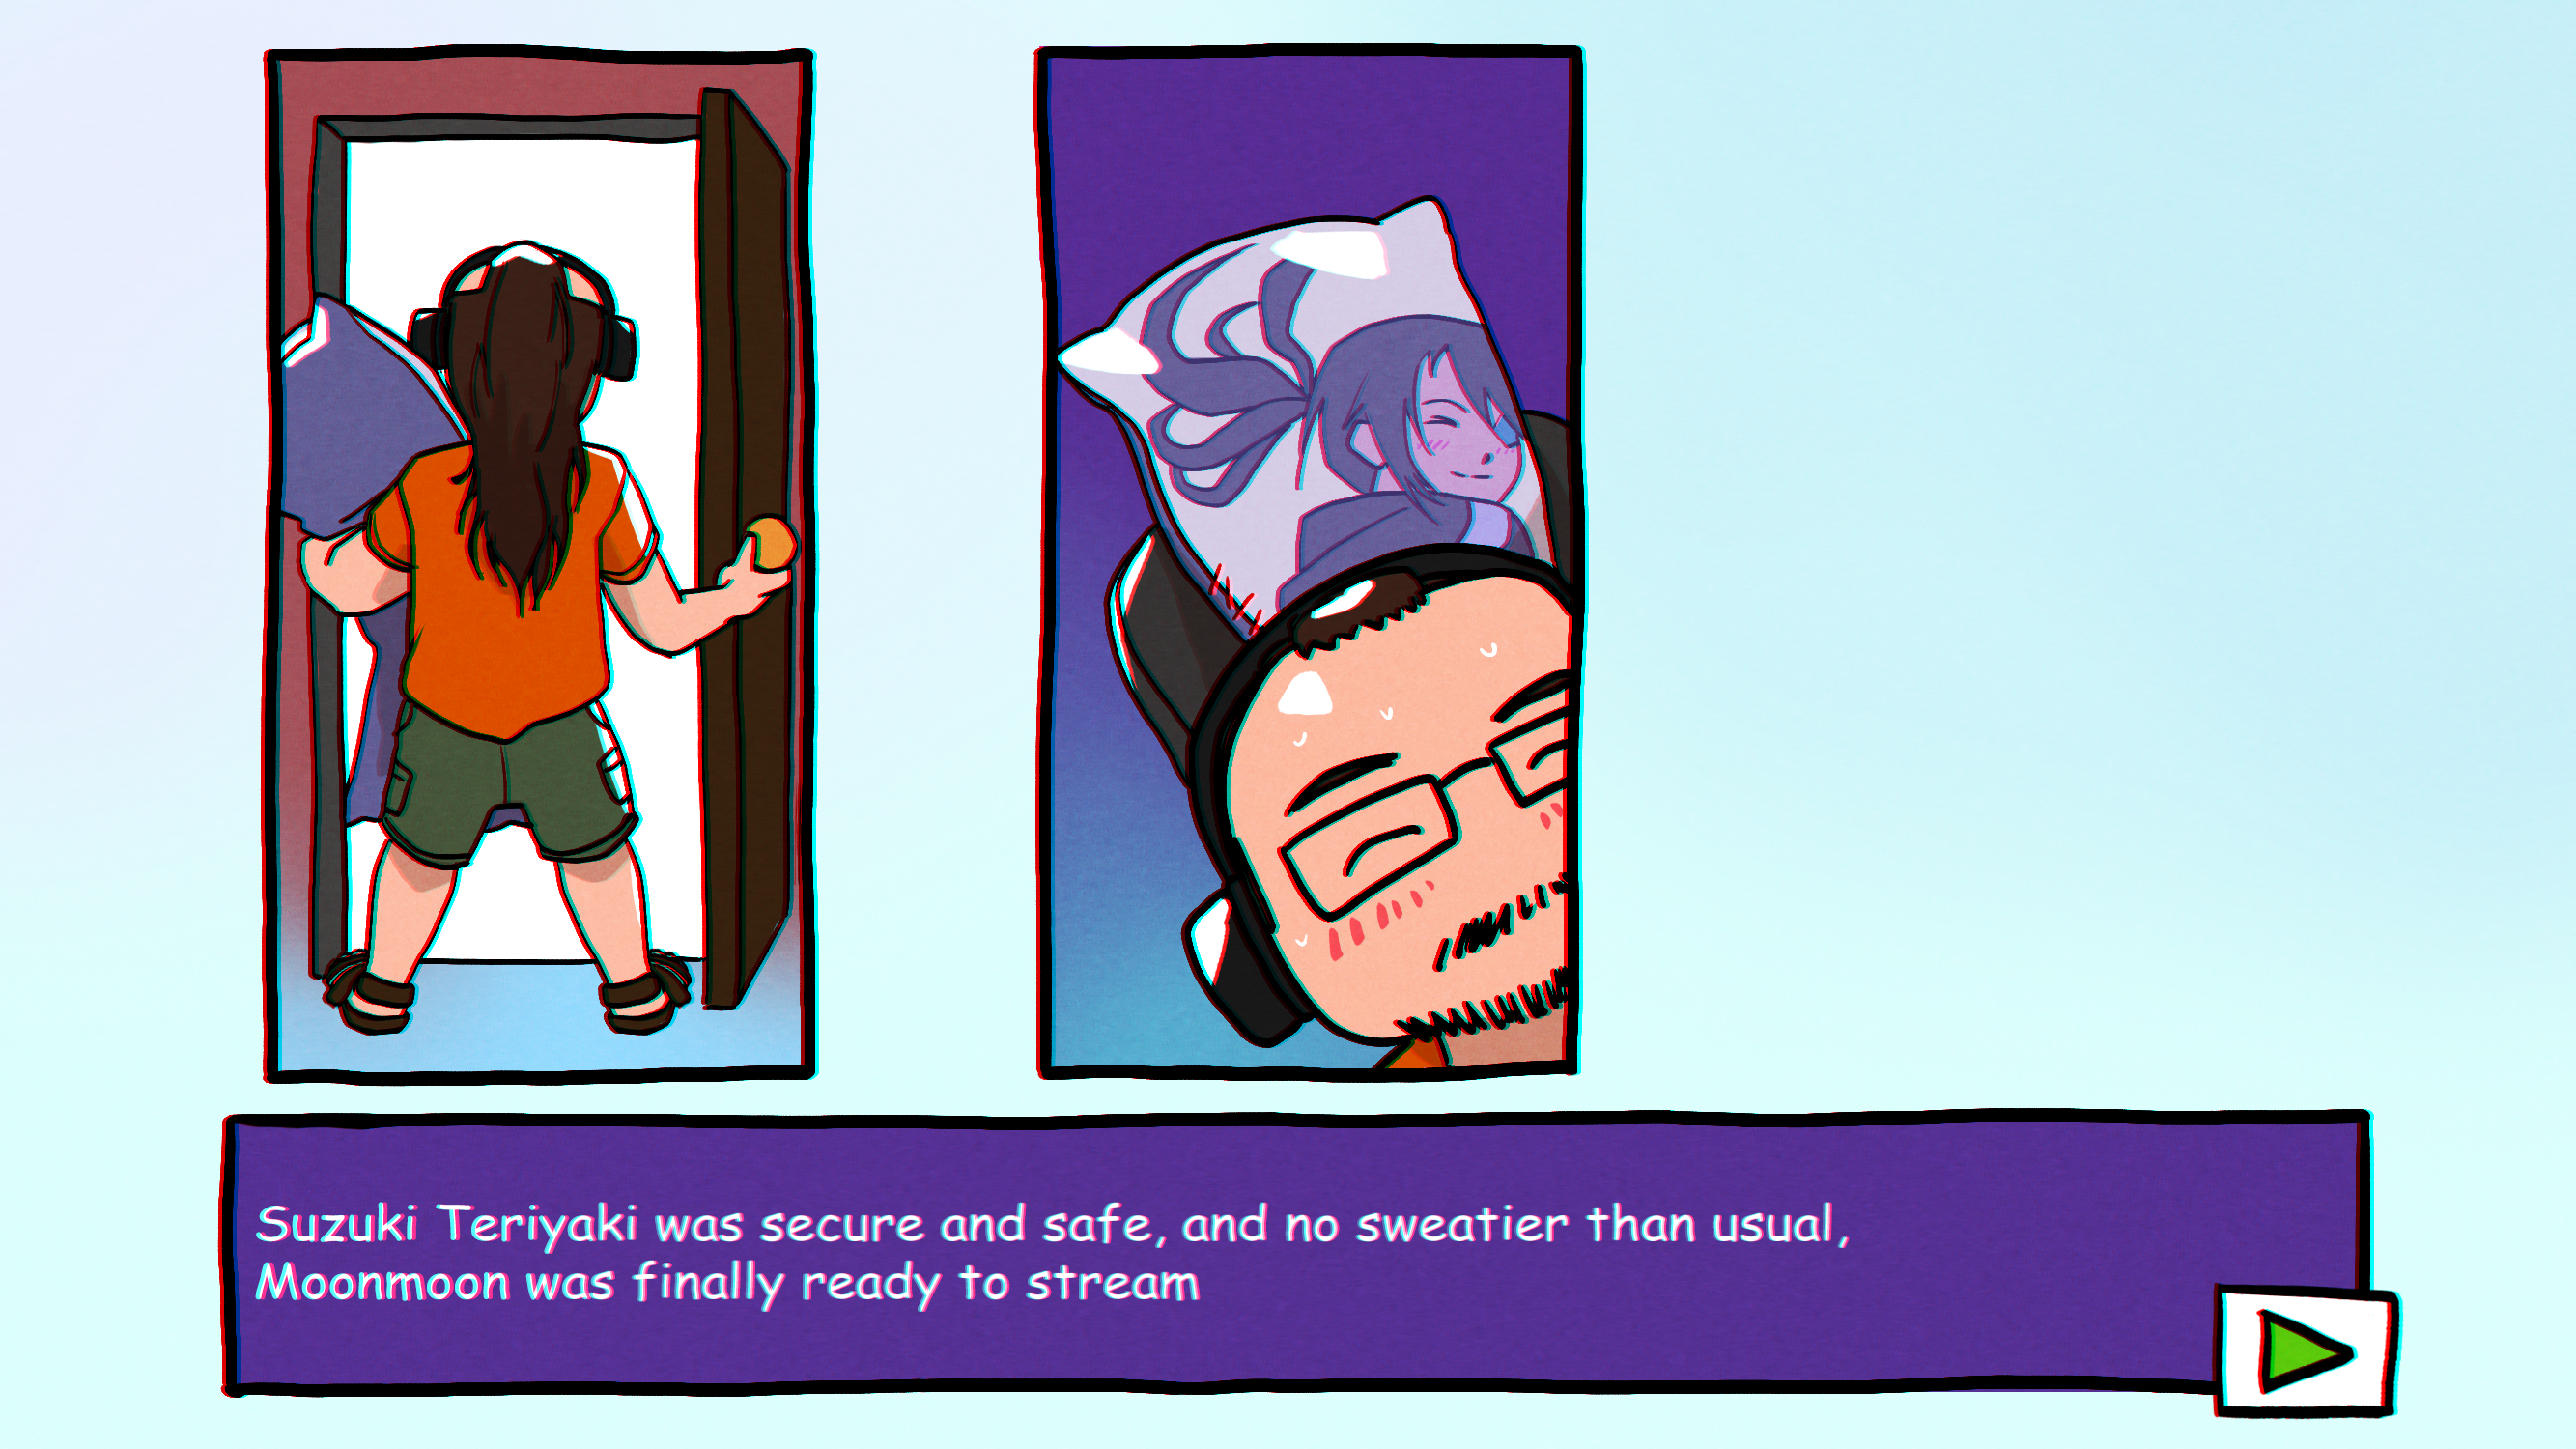 Suzuki Teriyaki was secure and safe, and no sweatier than usual,
Moonmoon was finally ready to stream